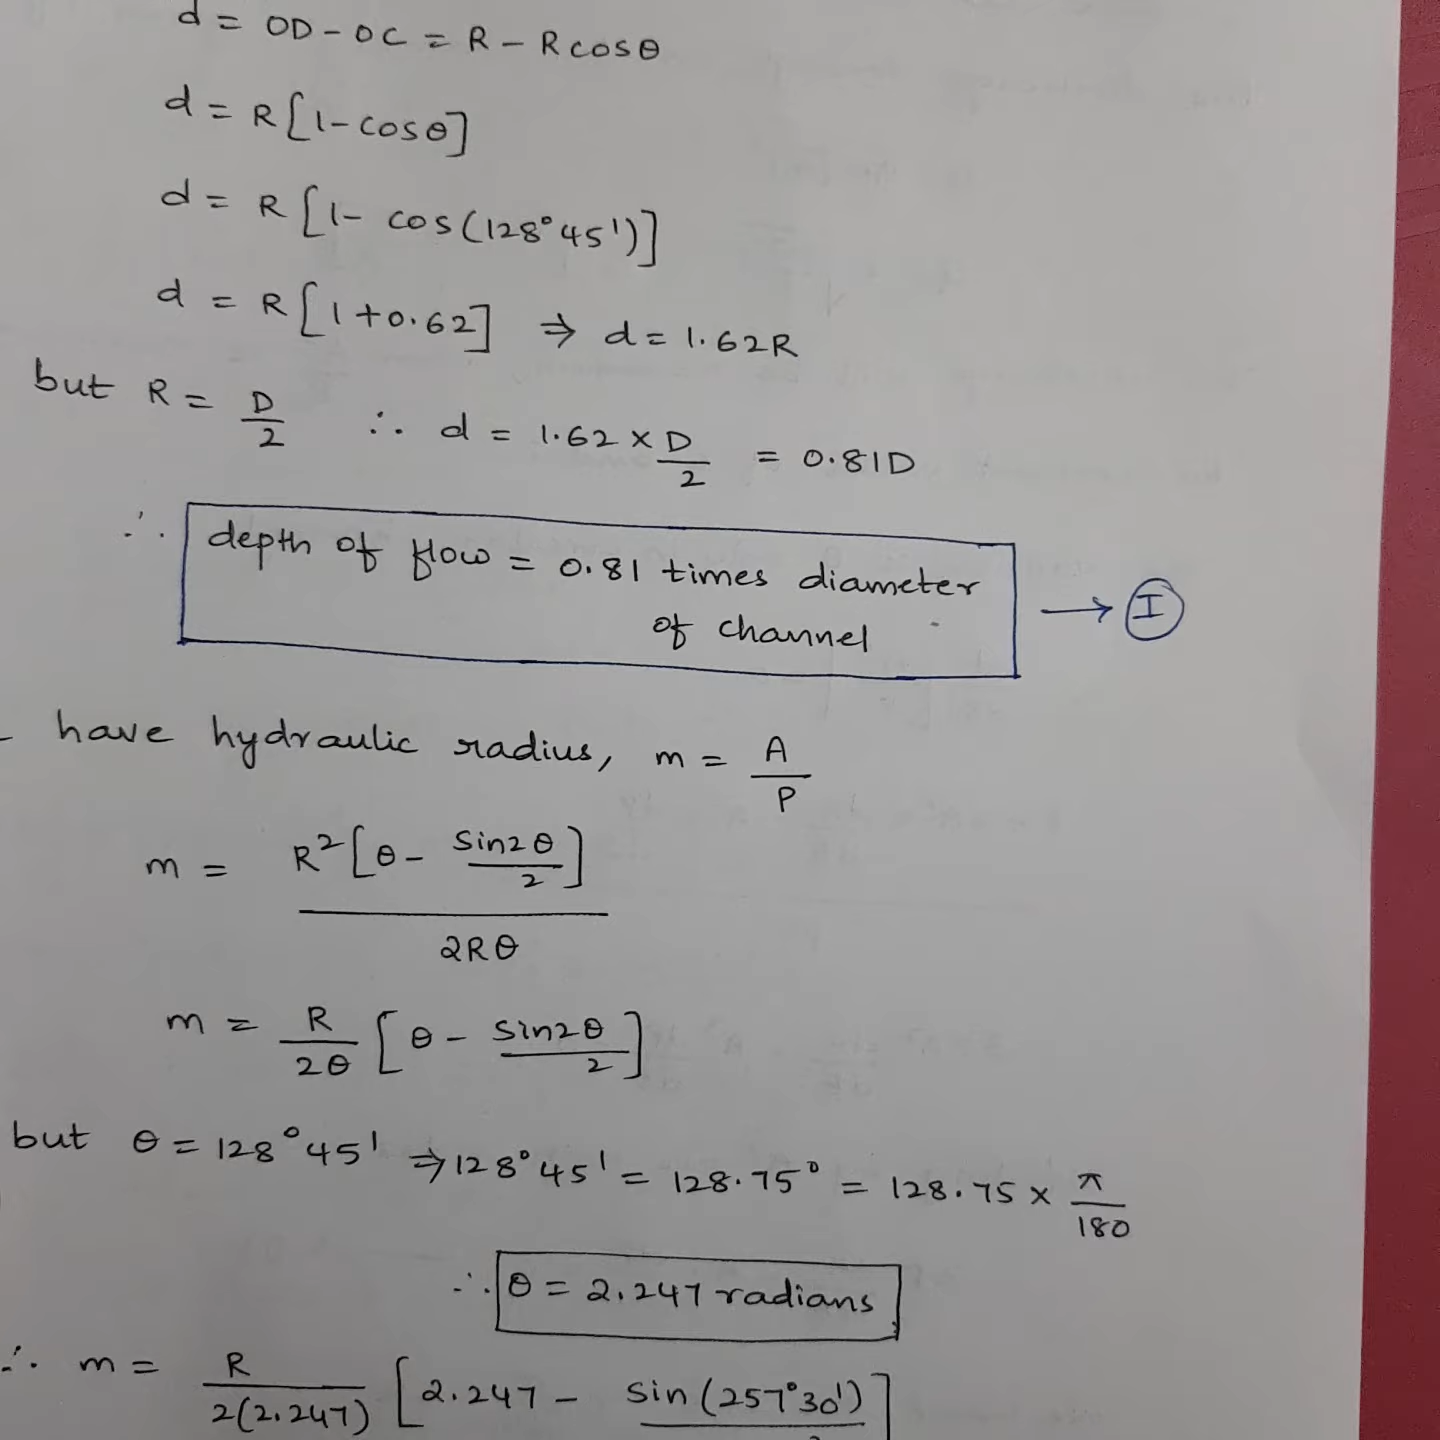 d = OD - OC = R - R cosθ
d = R[1 - cosθ]
d = R[1 - cos(128°45')]
d = R[1 + 0.62] ⇒ d = 1.62R
but R = D/2 ∴ d = 1.62 × D/2 = 0.81D
∴ depth of flow = 0.81 times diameter
of channel → I
have hydraulic radius, m = A/P
m = R²[θ - sin2θ/2] / 2Rθ
m = R/2θ [θ - sin2θ/2]
but θ = 128°45' ⇒ 128°45' = 128.75° = 128.75 × π/180
∴ θ = 2.247 radians
∴ m = R/2(2.247) [2.247 - sin(257°30')]